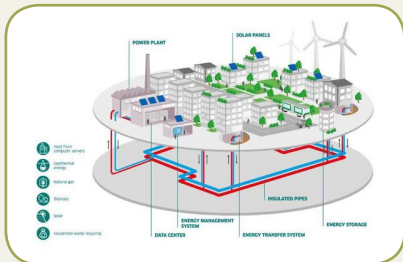 POWER PLANT
SOLAR PANELS
Heat from
computer servers
Geothermal
energy
Natural gas
Biomass
Solar
Household waste recycling
DATA CENTER
ENERGY MANAGEMENT
SYSTEM
ENERGY TRANSFER SYSTEM
INSULATED PIPES
ENERGY STORAGE